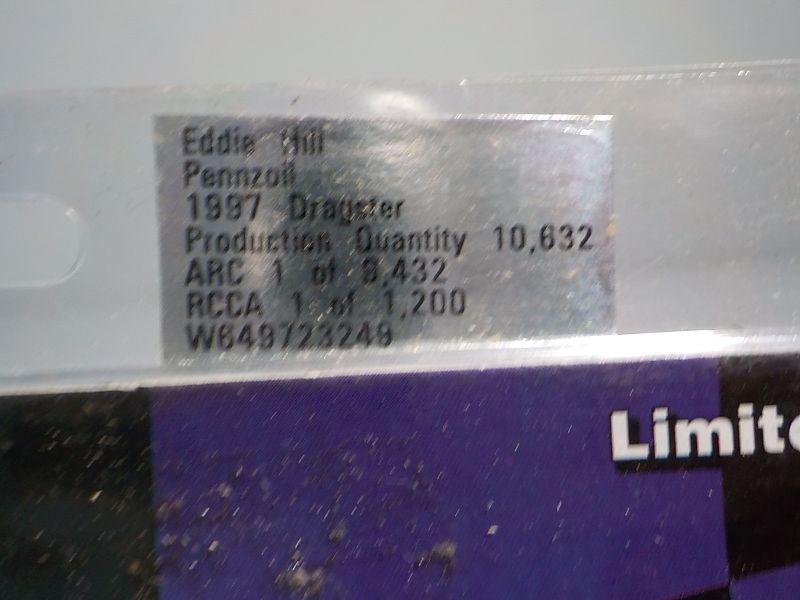 Eddie Hill
Pennzoil
1997 Dragster
Production Quantity 10,632
ARC 1 of 9,432
RCCA 1 of 1,200
W649723249
Limite